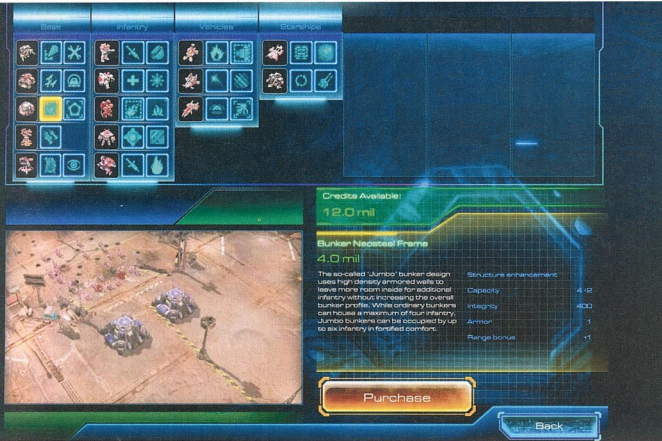 Base
Infantry
Vehicles
Starships
Credits Available:
12.0 mil
Bunker Neosteel Frame
4.0 mil
The so-called "Jumbo" bunker design
uses high density armored walls to
leave more room inside for additional
infantry without increasing the overall
bunker profile. While ordinary bunkers
can house a maximum of four infantry,
Jumbo bunkers can be occupied by up
to six infantry in fortified comfort.
Structure enhancement
Capacity 4 +2
Integrity 400
Armor 1
Range bonus +1
Purchase
Back